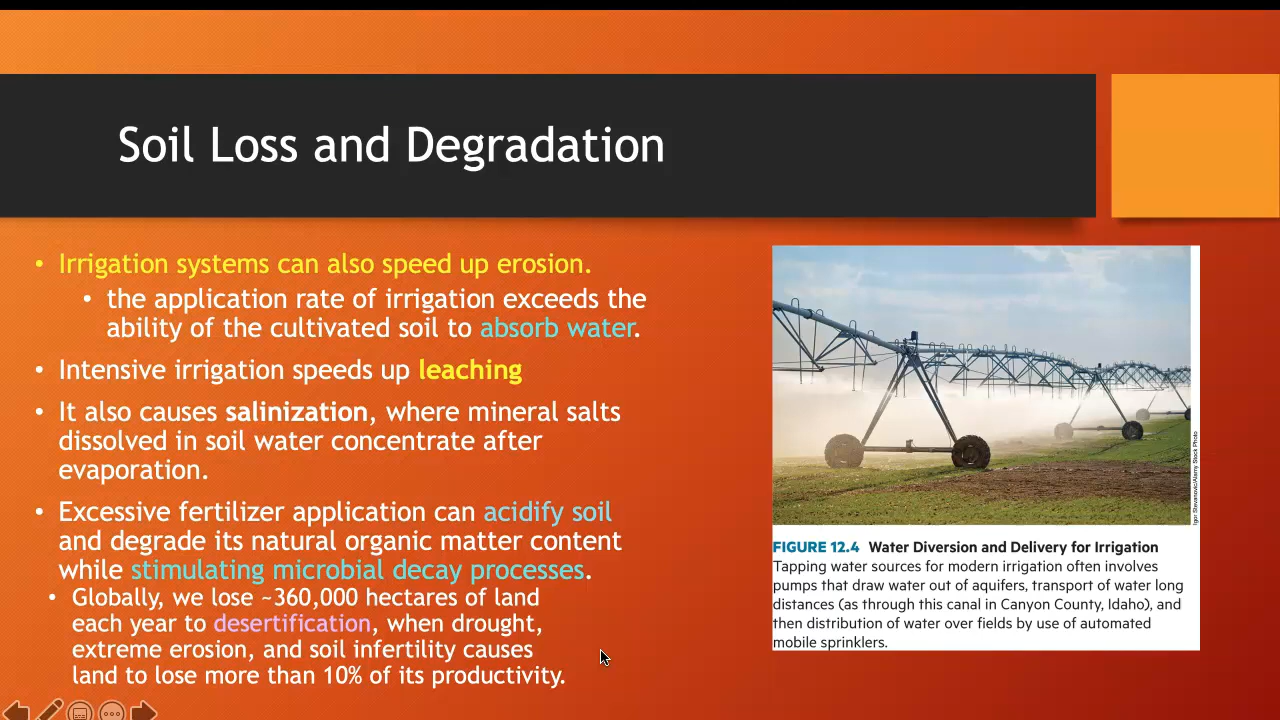 Soil Loss and Degradation
• Irrigation systems can also speed up erosion.
• the application rate of irrigation exceeds the
ability of the cultivated soil to absorb water.
• Intensive irrigation speeds up leaching
• It also causes salinization, where mineral salts
dissolved in soil water concentrate after
evaporation.
• Excessive fertilizer application can acidify soil
and degrade its natural organic matter content
while stimulating microbial decay processes.
• Globally, we lose ~360,000 hectares of land
each year to desertification, when drought,
extreme erosion, and soil infertility causes
land to lose more than 10% of its productivity.
Igor Stevanovic/Alamy Stock Photo
FIGURE 12.4 Water Diversion and Delivery for Irrigation
Tapping water sources for modern irrigation often involves
pumps that draw water out of aquifers, transport of water long
distances (as through this canal in Canyon County, Idaho), and
then distribution of water over fields by use of automated
mobile sprinklers.